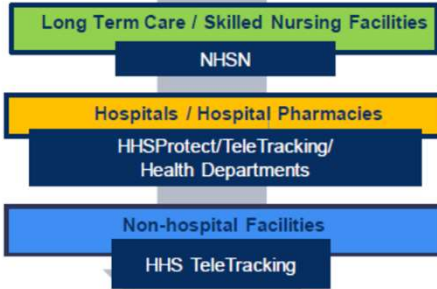 Long Term Care / Skilled Nursing Facilities
NHSN
Hospitals / Hospital Pharmacies
HHSProtect/TeleTracking/
Health Departments
Non-hospital Facilities
HHS TeleTracking